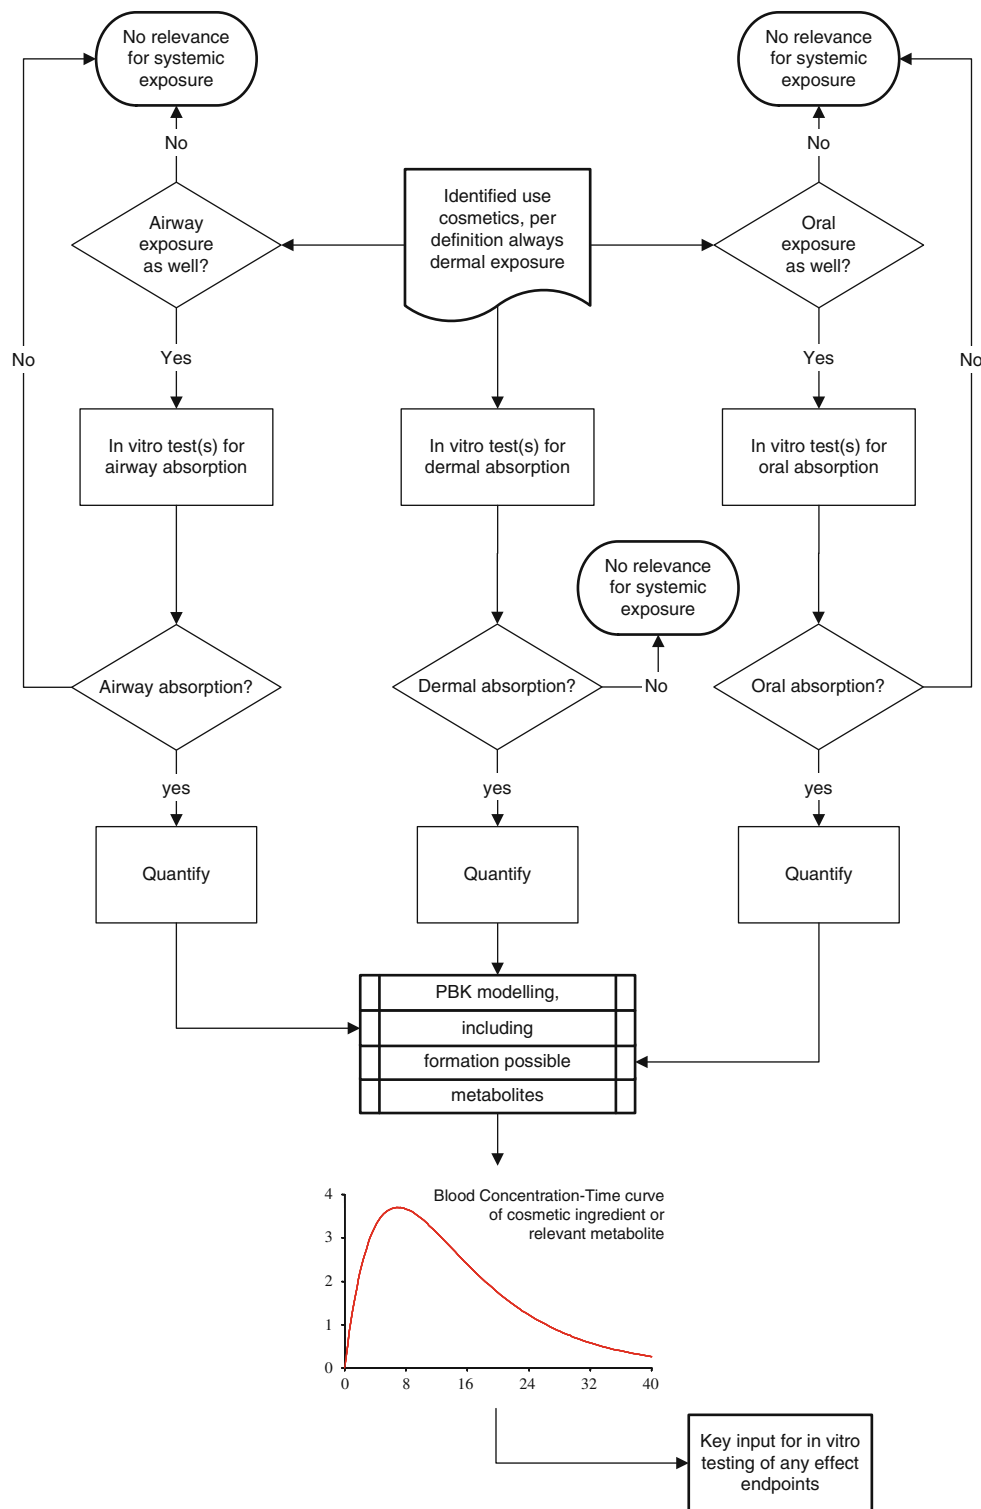 No relevance
for systemic
exposure
No relevance
for systemic
exposure
No
No
Identified use
cosmetics, per
definition always
dermal exposure
Airway
exposure
as well?
Oral
exposure
as well?
No
Yes
Yes
No
In vitro test(s) for
airway absorption
In vitro test(s) for
dermal absorption
In vitro test(s) for
oral absorption
No relevance
for systemic
exposure
Airway absorption?
Dermal absorption?
No
Oral absorption?
yes
yes
yes
Quantify
Quantify
Quantify
PBK modelling,
including
formation possible
metabolites
Blood Concentration-Time curve
of cosmetic ingredient or
relevant metabolite
4
3
2
1
0
0 8 16 24 32 40
Key input for in vitro
testing of any effect
endpoints